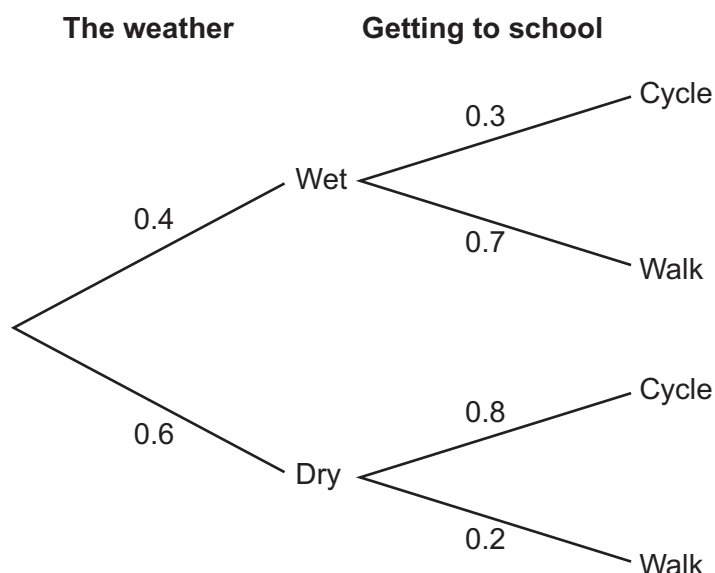 The weather Getting to school
Cycle
0.3
Wet
0.4
0.7
Walk
Cycle
0.8
0.6
Dry
0.2
Walk